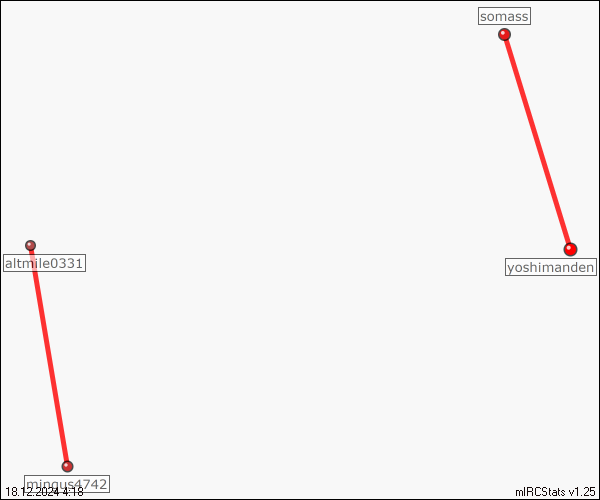 somass
altmile0331
yoshimanden
mingus4742
18.12.2024 4:18
mIRCStats v1.25